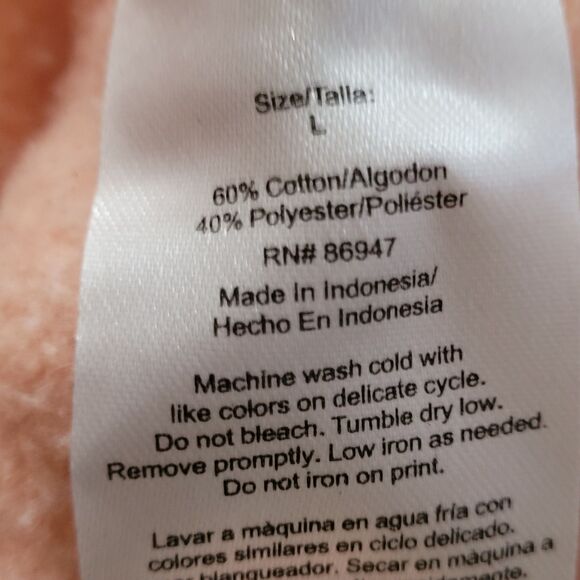 Size/Talla:
L
60% Cotton/Algodon
40% Polyester/Poliéster
RN# 86947
Made In Indonesia/
Hecho En Indonesia
Machine wash cold with
like colors on delicate cycle.
Do not bleach. Tumble dry low.
Remove promptly. Low iron as needed.
Do not iron on print.
Lavar a màquina en agua fría con
colores similares en ciclo delicado.
blanqueador. Secar en màquina a